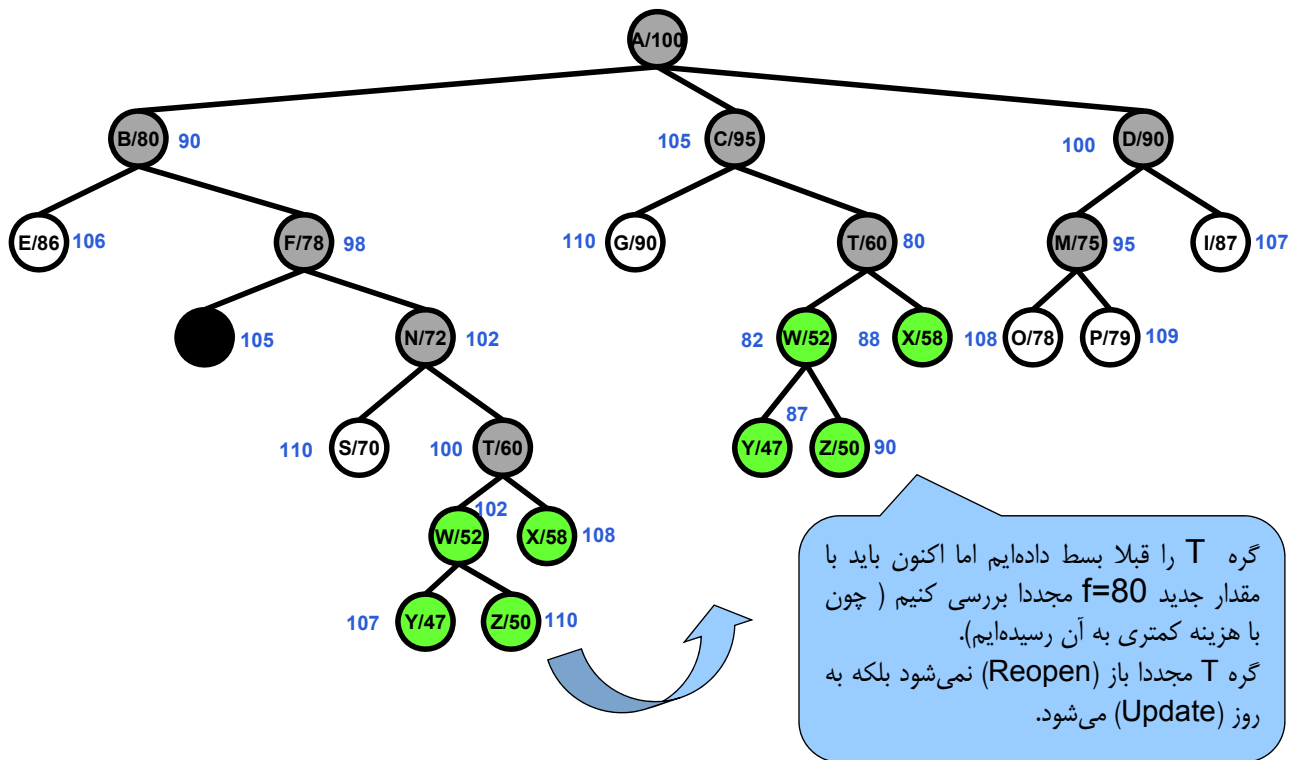 A/100
B/80 90 105 C/95 100 D/90
E/86 106 F/78 98 110 G/90 T/60 80 M/75 95 I/87 107
105 N/72 102 82 W/52 88 X/58 108 O/78 P/79 109
87
110 S/70 100 T/60 Y/47 Z/50 90
102
W/52 X/58 108
107 Y/47 Z/50 110
گره T را قبلا بسط داده‌ایم اما اکنون باید با
مقدار جدید f=80 مجددا بررسی کنیم ( چون
با هزینه کمتری به آن رسیده‌ایم).
گره T مجددا باز (Reopen) نمی‌شود بلکه به
روز (Update) می‌شود.